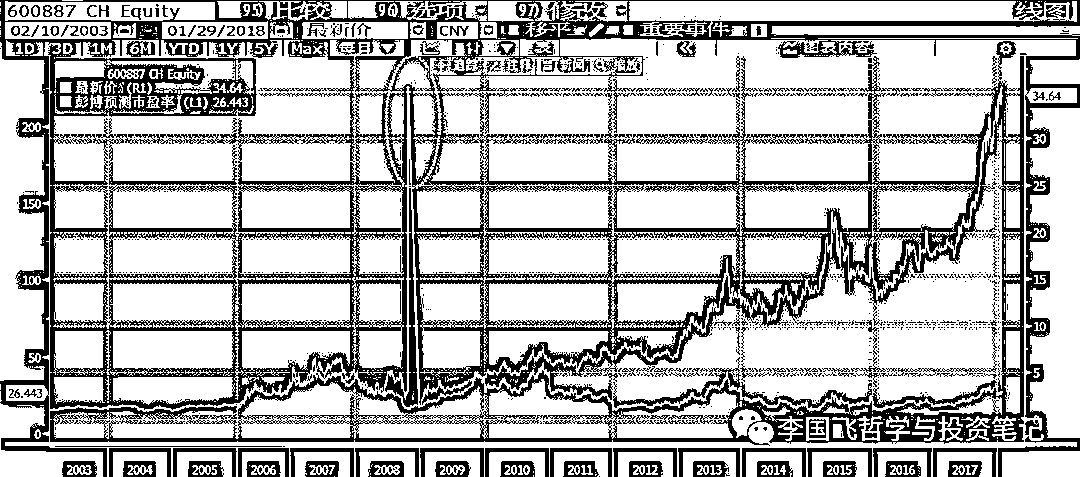 600887 CH Equity 95) 比较 96) 选项 97) 修改 线图
02/10/2003 01/29/2018 最新价 CNY 移平 重要事件
1D 3D 1M 6M YTD 1Y 5Y Max 每日 图表内容
新闻
600887 CH Equity
最新价 (R1) 34.64
彭博预测市盈率 (L1) 26.443
34.64
200
30
25
150
20
100
15
10
50
5
26.443
0
李国飞哲学与投资笔记
2003 2004 2005 2006 2007 2008 2009 2010 2011 2012 2013 2014 2015 2016 2017